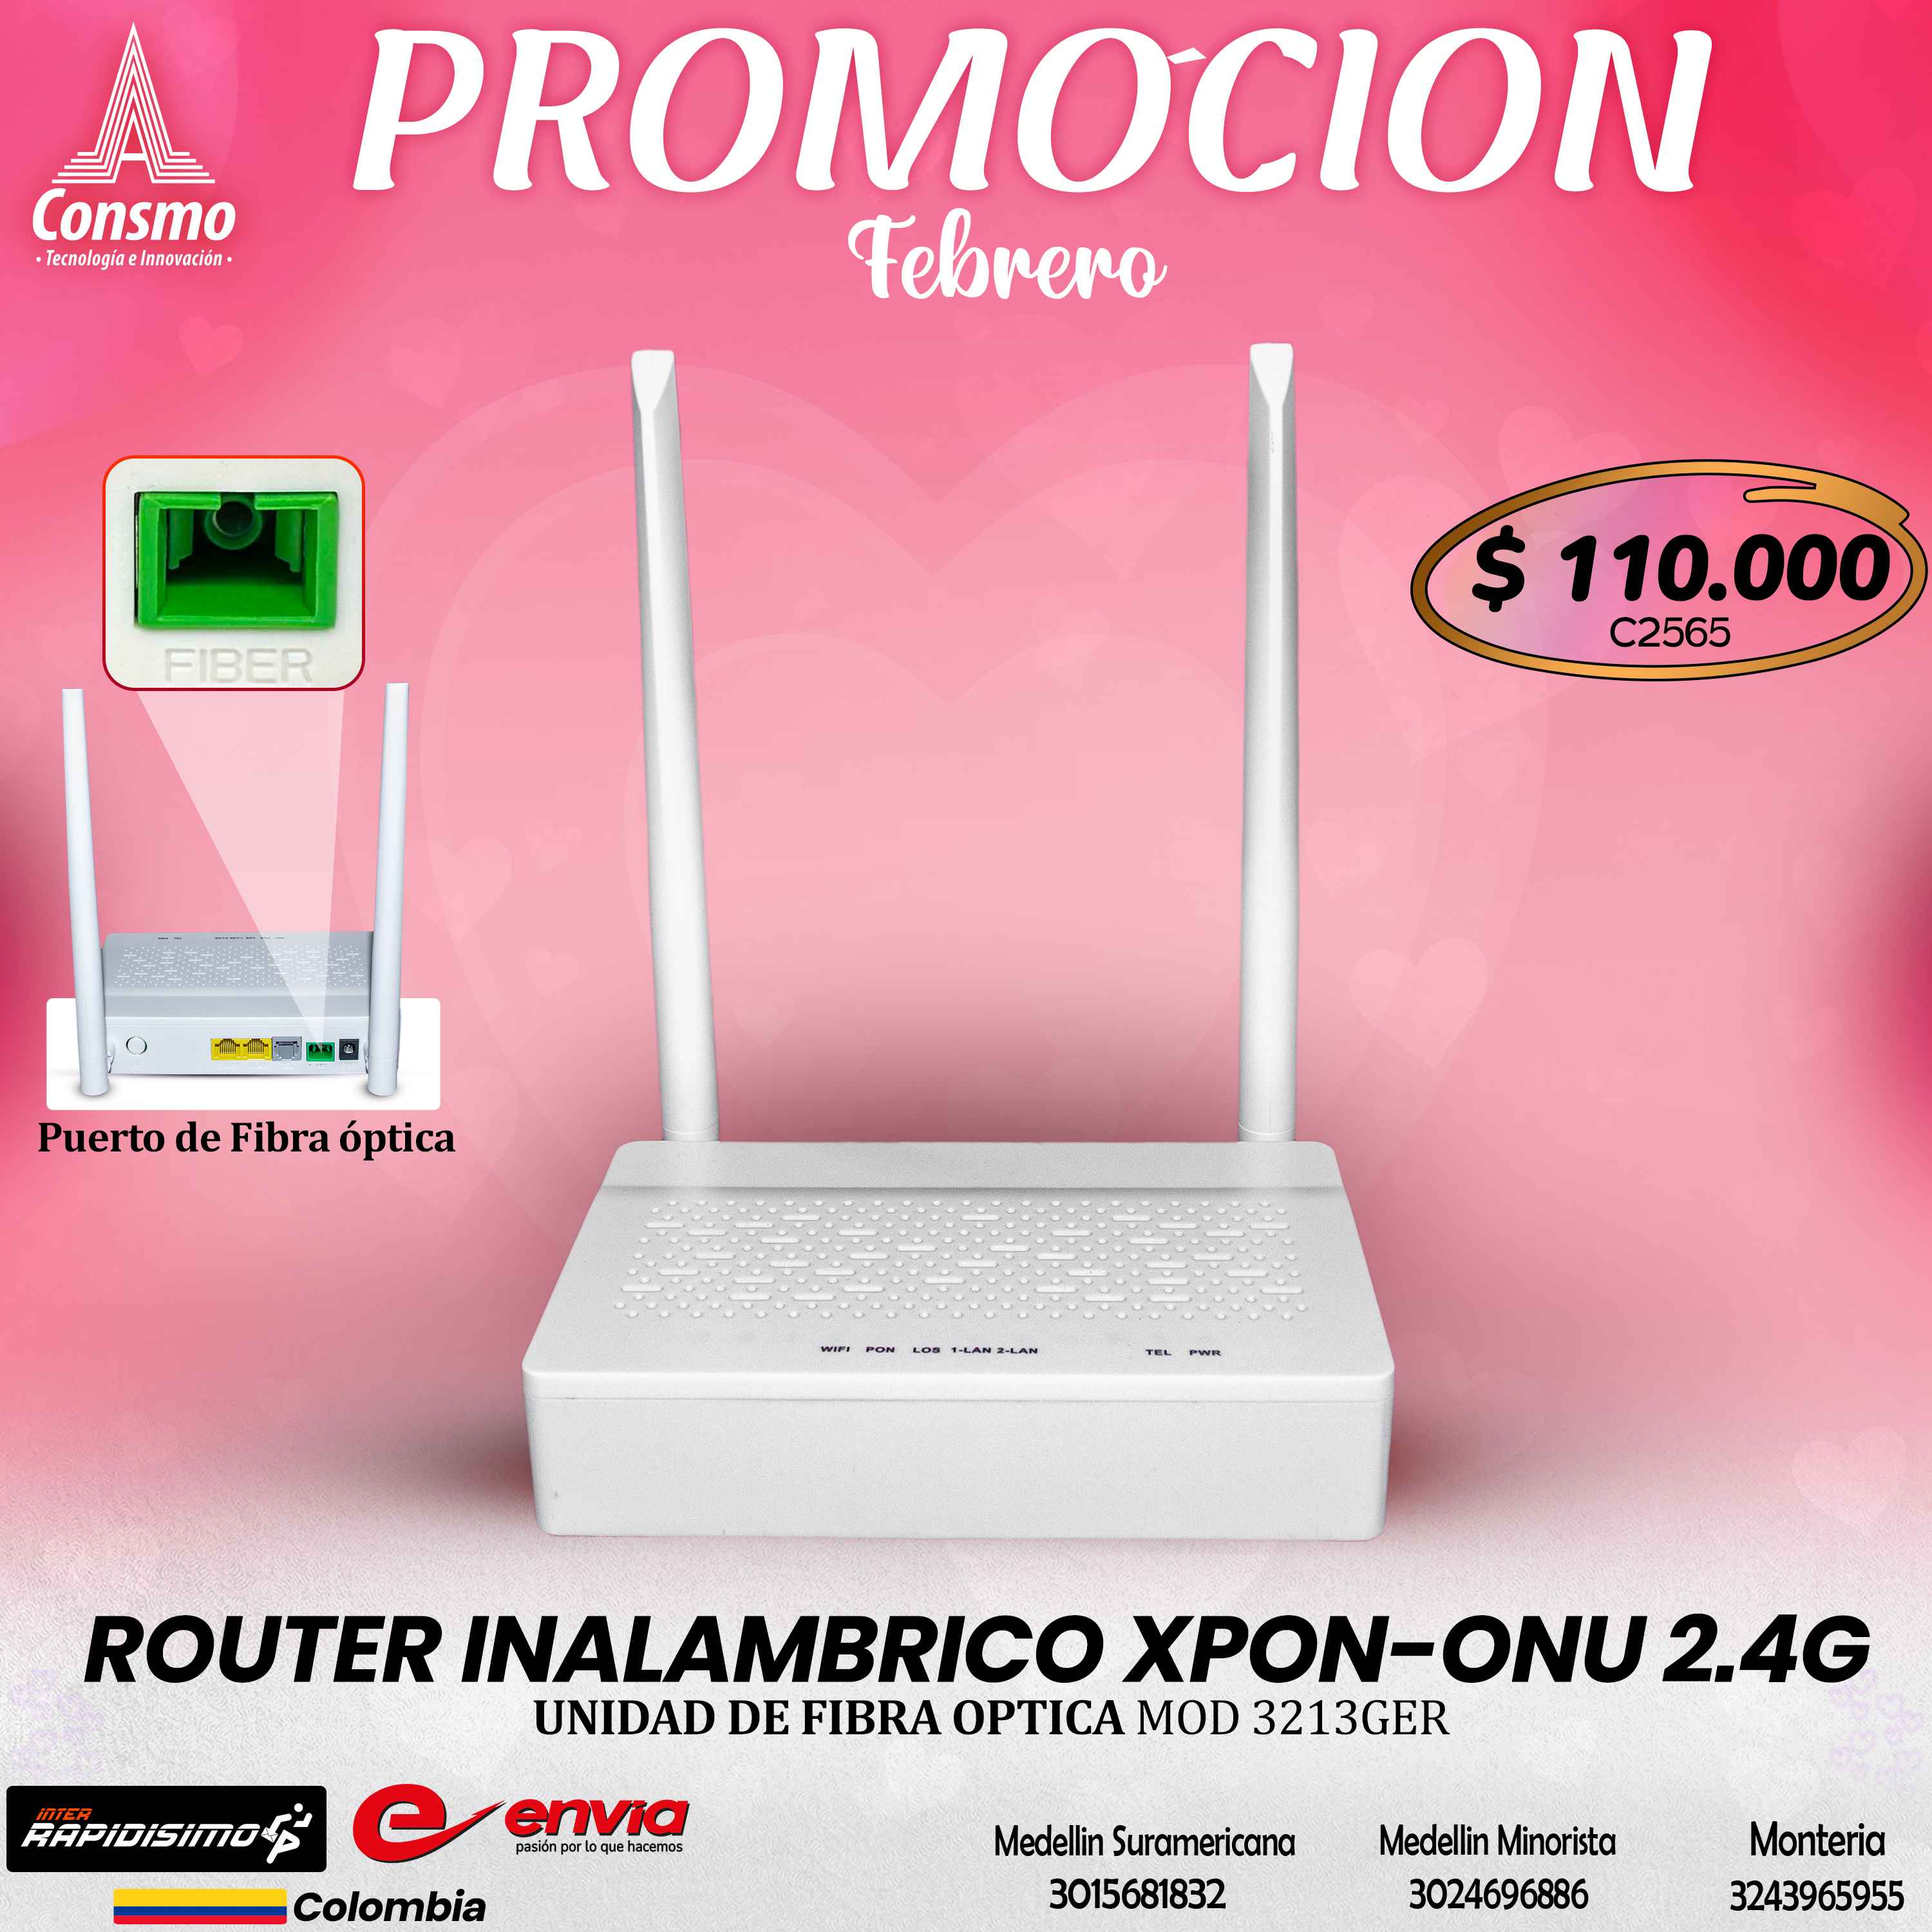 PROMOCIÓN
Febrero
A
Consmo
• Tecnología e Innovación •
FIBER
$ 110.000
C2565
Puerto de Fibra óptica
WIFI PON LOS 1-LAN 2-LAN TEL PWR
ROUTER INALAMBRICO XPON-ONU 2.4G
UNIDAD DE FIBRA OPTICA MOD 3213GER
INTER
RAPIDISIMO
e envía
pasión por lo que hacemos
Colombia
Medellin Suramericana
3015681832
Medellin Minorista
3024696886
Monteria
3243965955